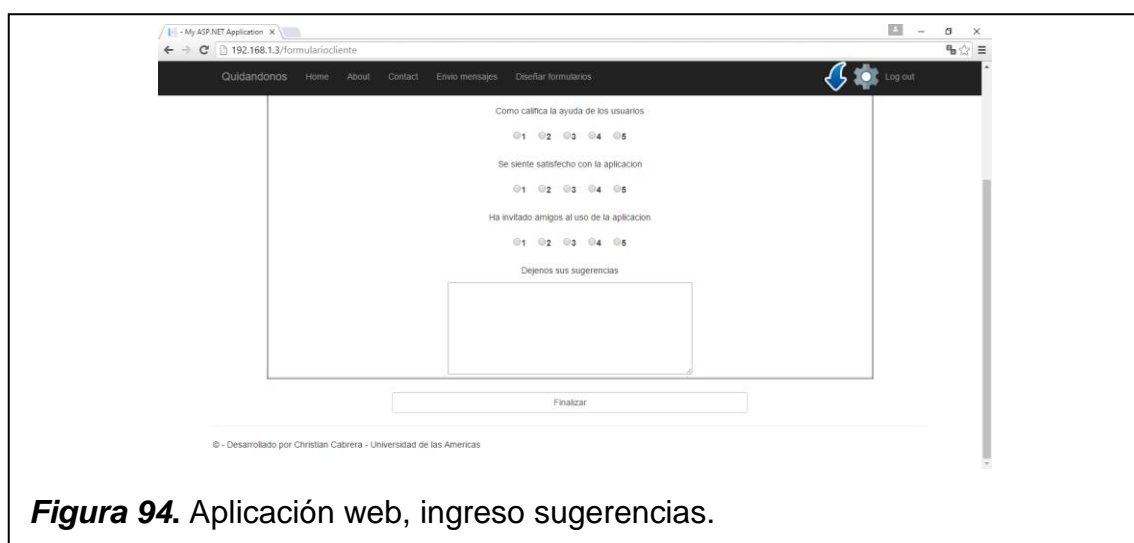 - My ASP.NET Application
192.168.1.3/formulariocliente
Quidandonos Home About Contact Envio mensajes Diseñar formularios Log out
Como califica la ayuda de los usuarios
1 2 3 4 5
Se siente satisfecho con la aplicacion
1 2 3 4 5
Ha invitado amigos al uso de la aplicacion
1 2 3 4 5
Dejenos sus sugerencias
Finalizar
© - Desarrollado por Christian Cabrera - Universidad de las Americas
Figura 94. Aplicación web, ingreso sugerencias.